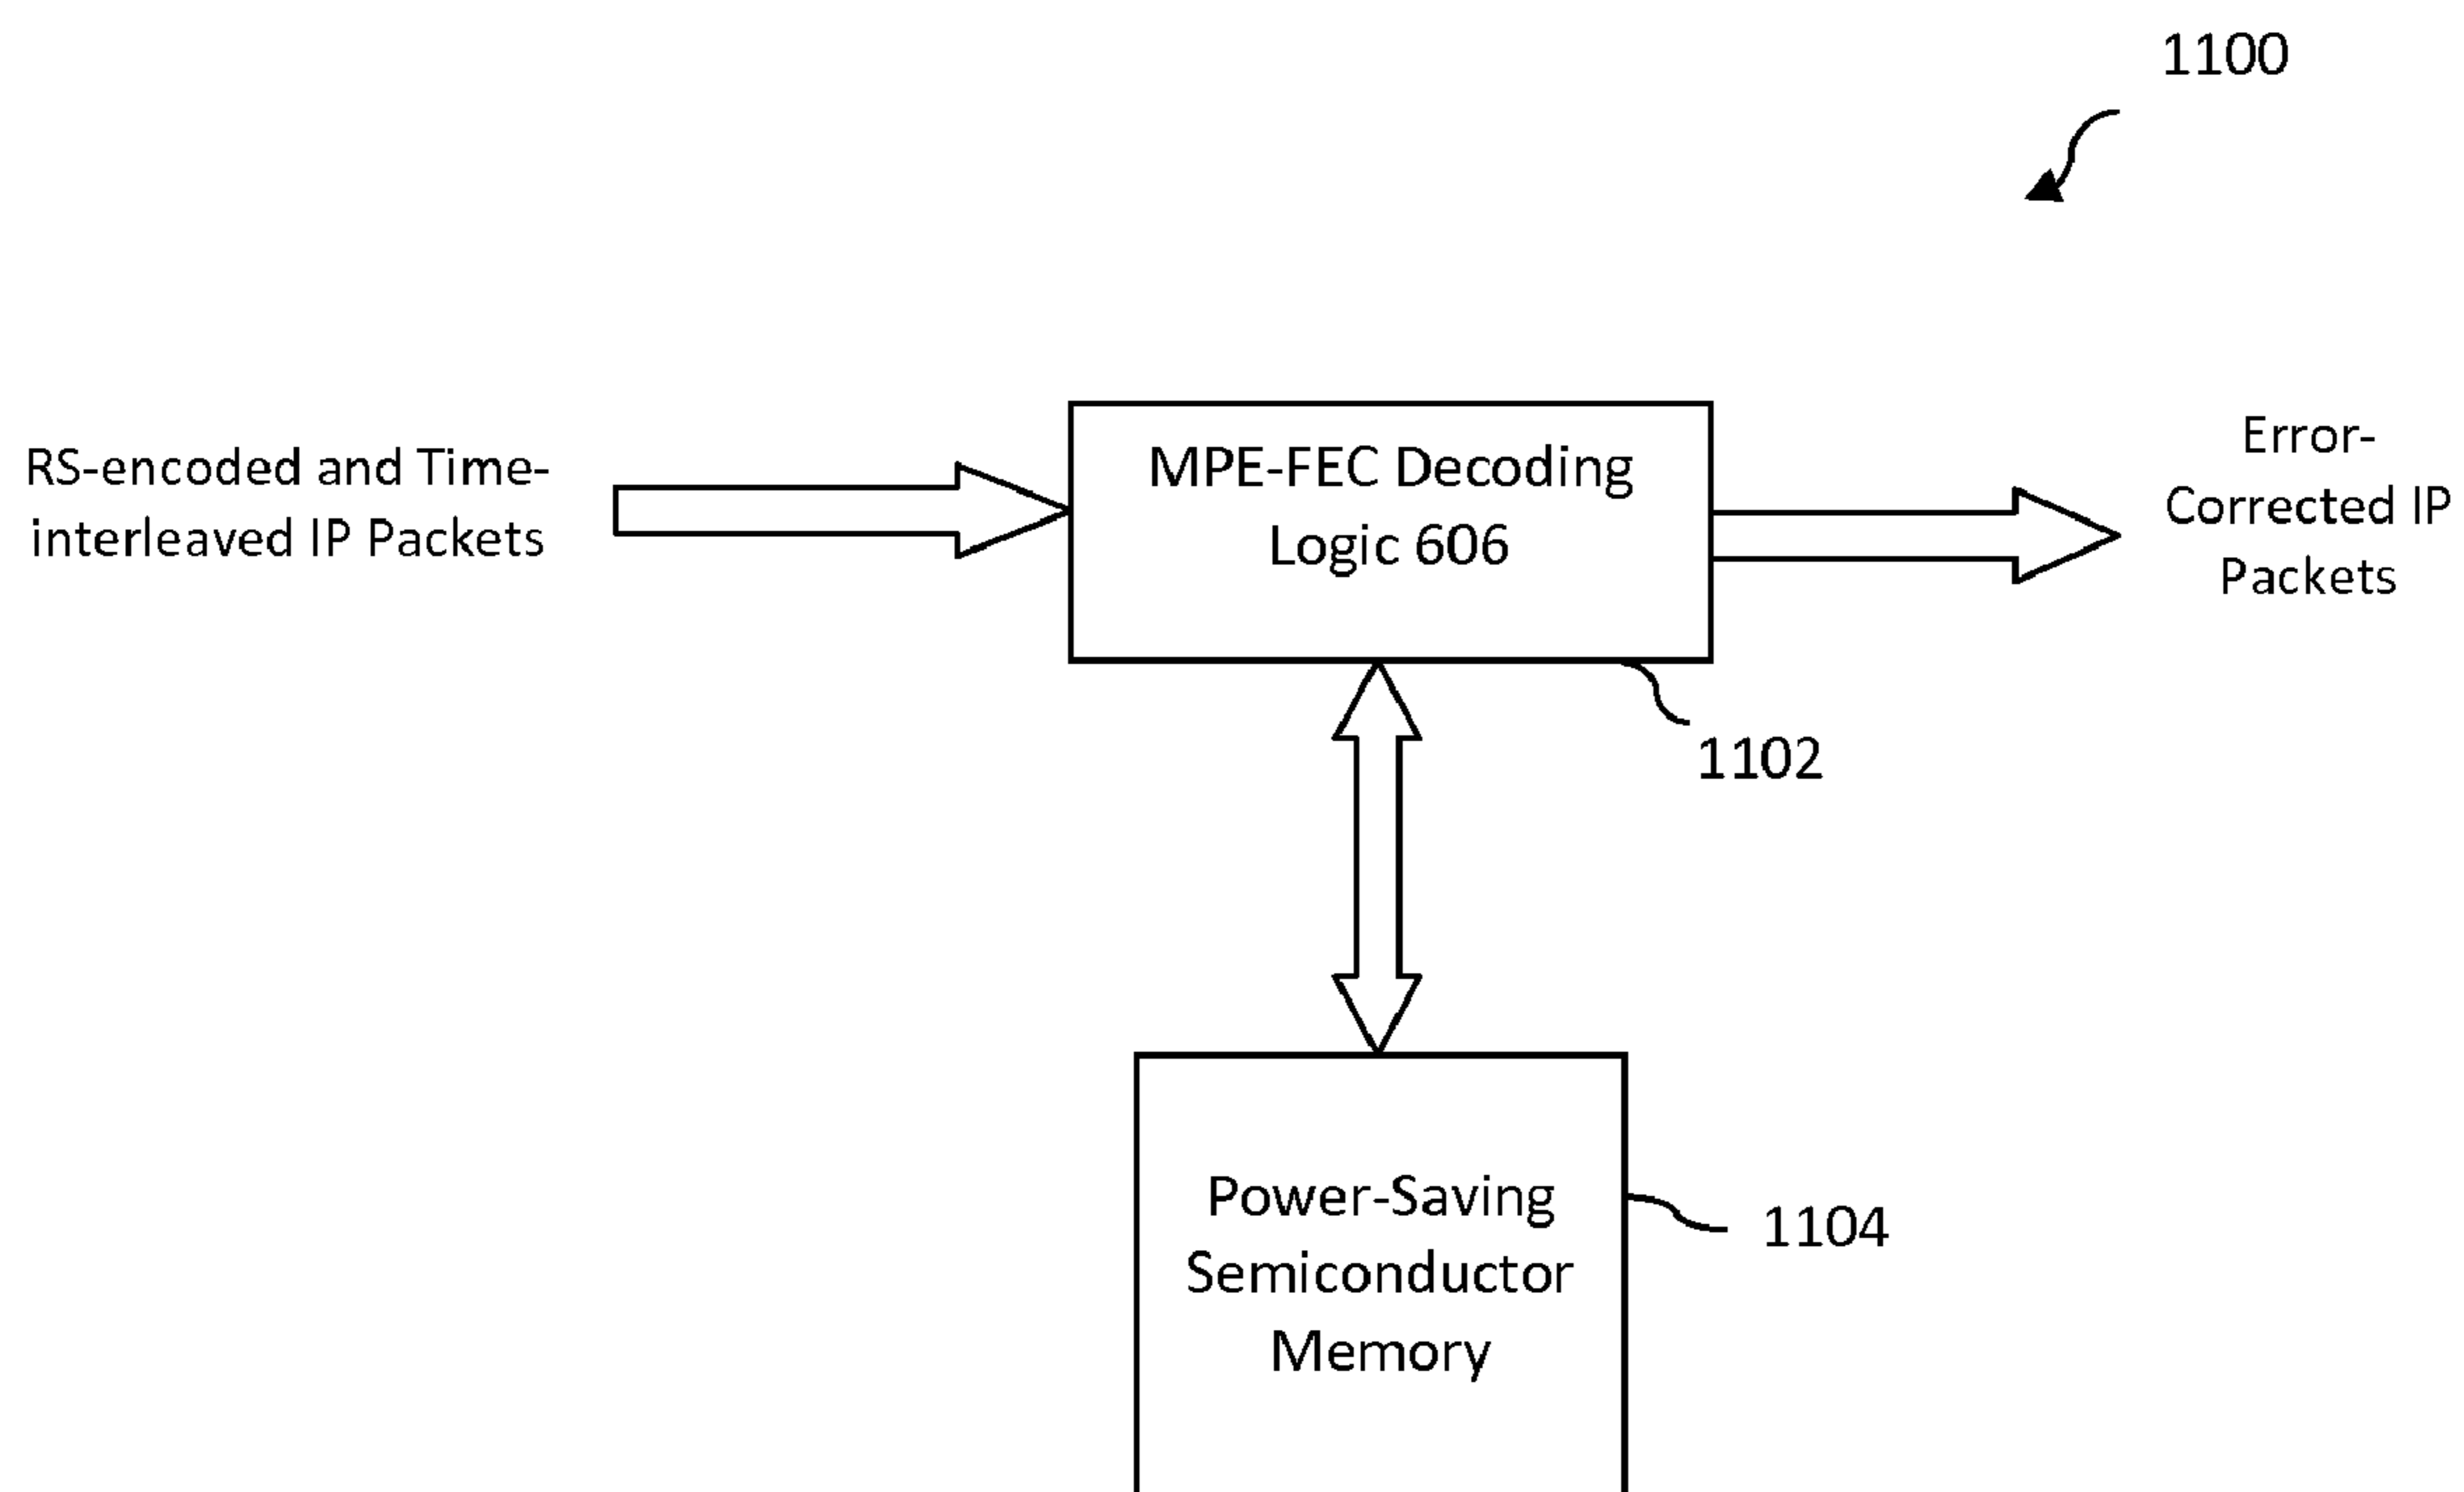 1100
RS-encoded and Time-
interleaved IP Packets
MPE-FEC Decoding
Logic 606
Error-
Corrected IP
Packets
1102
Power-Saving
Semiconductor
Memory
1104